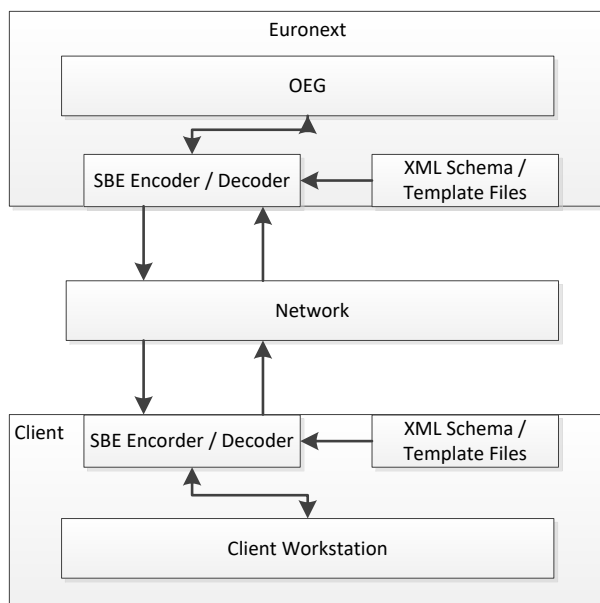 Euronext
OEG
SBE Encoder / Decoder
XML Schema /
Template Files
Network
Client
SBE Encorder / Decoder
XML Schema /
Template Files
Client Workstation